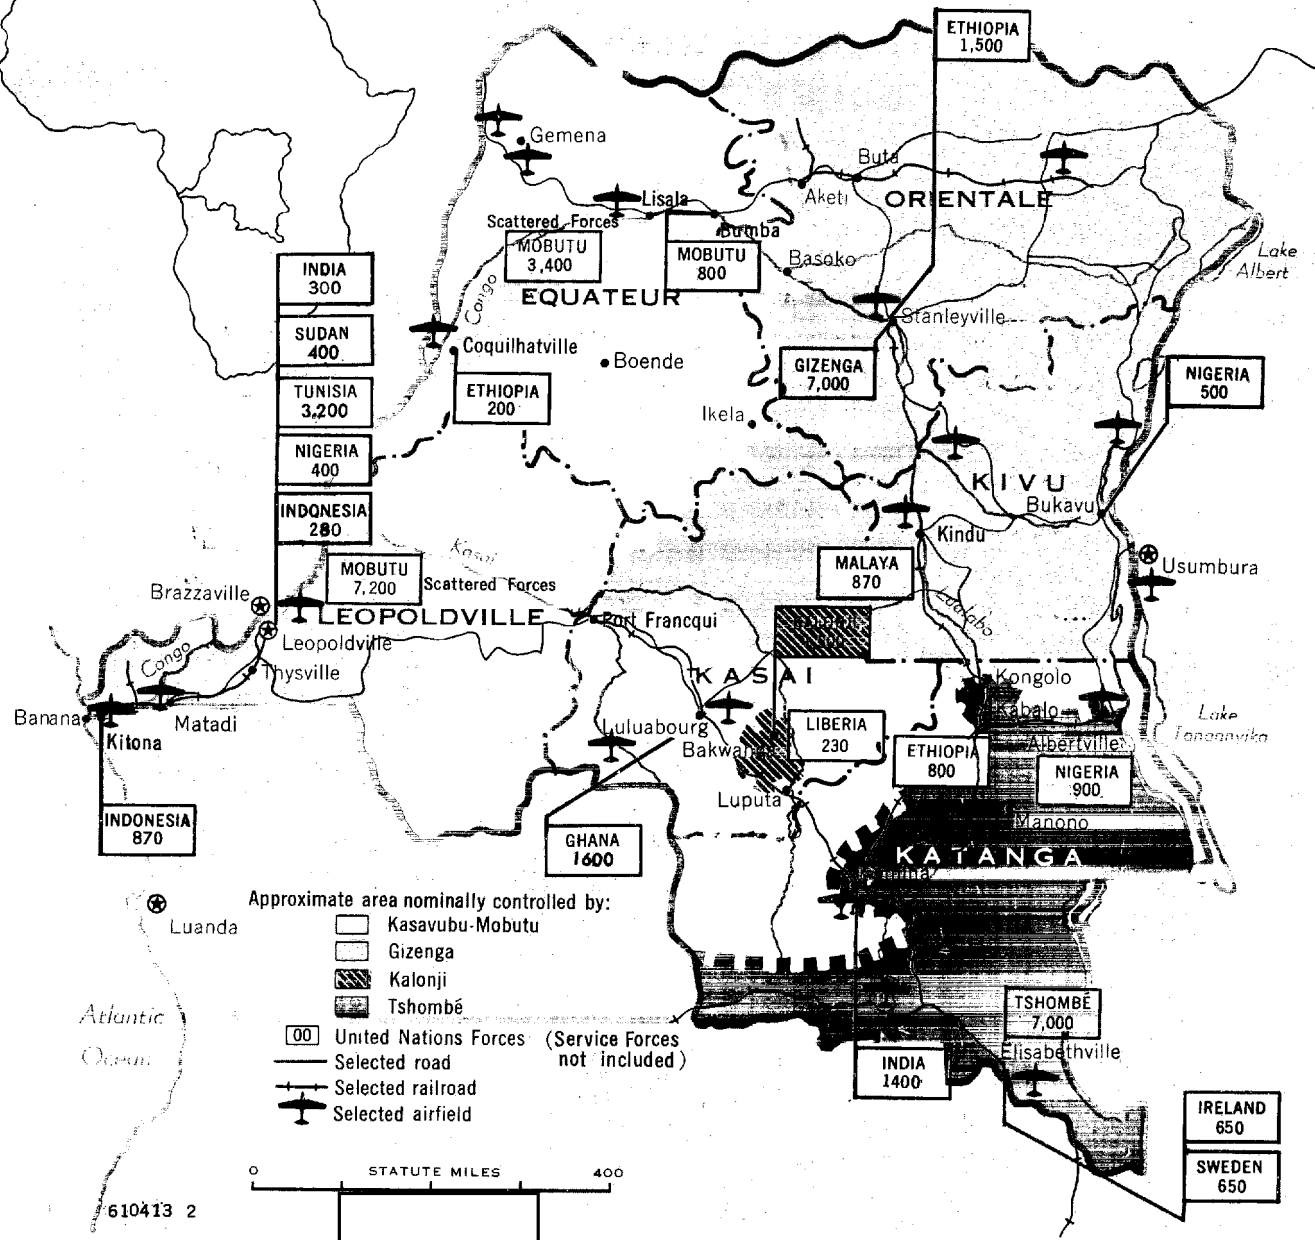 ETHIOPIA
1,500
Gemena
Buta
Aketi
ORIENTALE
Lisala
Bumba
Scattered Forces
MOBUTU
3,400
MOBUTU
800
Basoko
Lake
Albert
INDIA
300
Congo
EQUATEUR
SUDAN
400
Stanleyville
Coquilhatville
Boende
GIZENGA
7,000
NIGERIA
500
TUNISIA
3,200
ETHIOPIA
200
Ikela
NIGERIA
400
KIVU
Bukavu
INDONESIA
280
Kindu
Kasai
MOBUTU
7,200
Scattered Forces
MALAYA
870
Usumbura
Brazzaville
LEOPOLDVILLE
Port Francqui
Lualaba
Leopoldville
Congo
Thysville
KASAI
Kongolo
Kabalo
Banana
Matadi
Kitona
Luluabourg
Bakwanga
LIBERIA
230
Lake
Tanganyika
Albertville
ETHIOPIA
800
NIGERIA
900
Luputa
Manono
INDONESIA
870
GHANA
1600
KATANGA
Luanda
Approximate area nominally controlled by:
Kasavubu-Mobutu
Gizenga
Kalonji
Tshombé
00 United Nations Forces (Service Forces
not included)
Selected road
Selected railroad
Selected airfield
Atlantic
Ocean
TSHOMBÉ
7,000
Elisabethville
INDIA
1400
IRELAND
650
SWEDEN
650
0 STATUTE MILES 400
610413 2